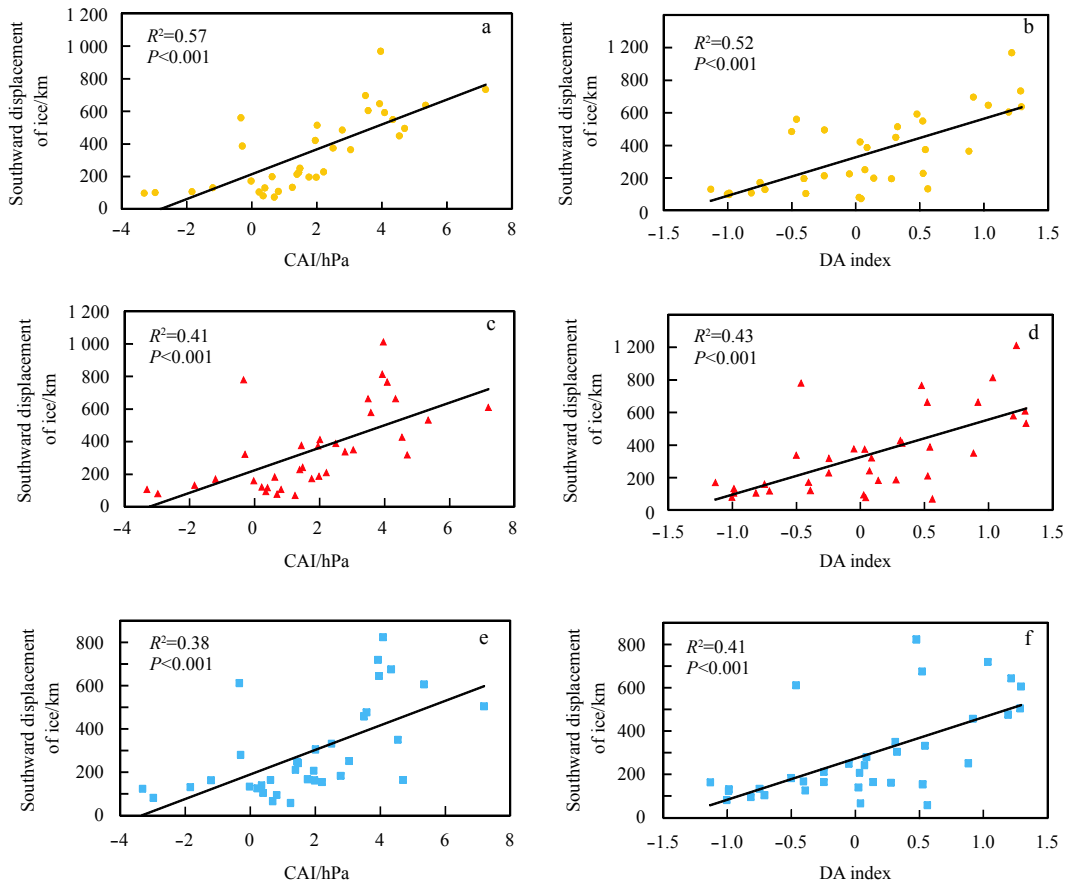 Southward displacement
of ice/km
1 200
1 000
800
600
400
200
0
R²=0.57
P<0.001
a
−4
−2
0
2
4
6
8
CAI/hPa
Southward displacement
of ice/km
1 400
1 200
1 000
800
600
400
200
0
R²=0.52
P<0.001
b
−1.5
−1.0
−0.5
0
0.5
1.0
1.5
DA index
Southward displacement
of ice/km
1 200
1 000
800
600
400
200
0
R²=0.41
P<0.001
c
−4
−2
0
2
4
6
8
CAI/hPa
Southward displacement
of ice/km
1 200
1 000
800
600
400
200
0
R²=0.43
P<0.001
d
−1.5
−1.0
−0.5
0
0.5
1.0
1.5
DA index
Southward displacement
of ice/km
800
600
400
200
0
R²=0.38
P<0.001
e
−4
−2
0
2
4
6
8
CAI/hPa
Southward displacement
of ice/km
800
600
400
200
0
R²=0.41
P<0.001
f
−1.5
−1.0
−0.5
0
0.5
1.0
1.5
DA index